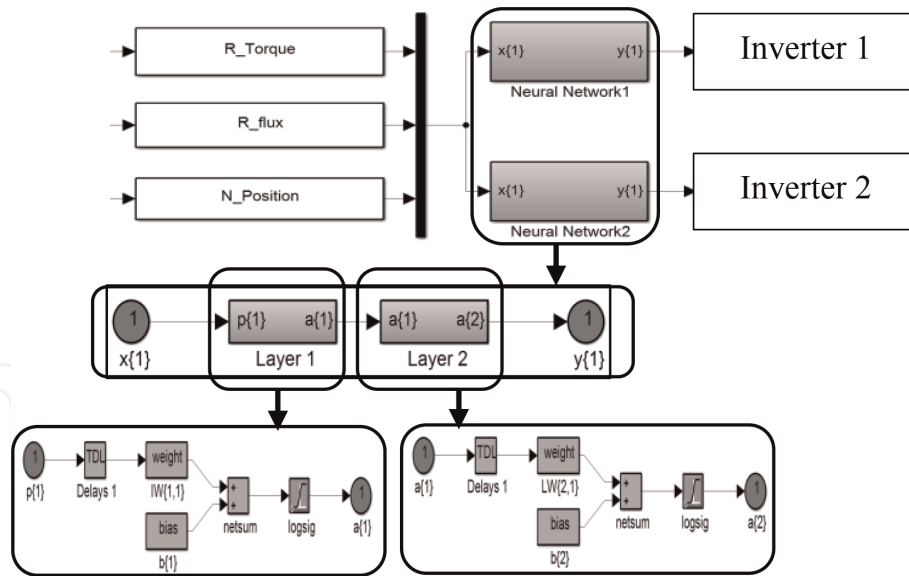 R_Torque
R_flux
N_Position
x{1} y{1}
Neural Network1
x{1} y{1}
Neural Network2
Inverter 1
Inverter 2
1 p{1} a{1} a{1} a{2} 1
x{1} Layer 1 Layer 2 y{1}
1 TDL weight
p{1} Delays 1 IW{1,1}
+
+
netsum
logsig
1
a{1}
bias
b{1}
1 TDL weight
a{1} Delays 1 LW{2,1}
+
+
netsum
logsig
1
a{2}
bias
b{2}